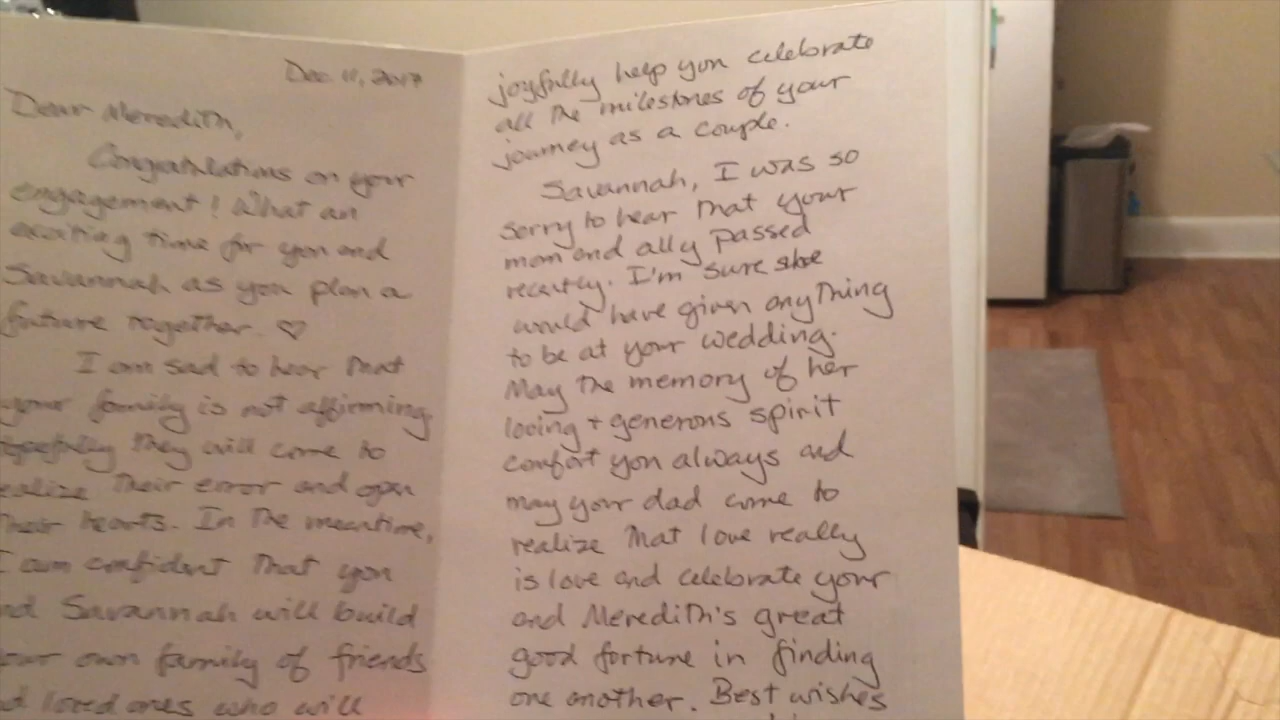 Dec. 11, 2017
Dear Meredith,
Congratulations on your
engagement! What an
exciting time for you and
Savannah as you plan a
future together. ♡
I am sad to hear that
your family is not affirming.
Hopefully they will come to
realize their error and open
their hearts. In the meantime,
I am confident that you
nd Savannah will build
our own family of friends
nd loved ones who will
joyfully help you celebrate
all the milestones of your
journey as a couple.
Savannah, I was so
sorry to hear that your
mom and ally passed
recently. I'm sure she
would have given anything
to be at your wedding.
May the memory of her
loving + generous spirit
comfort you always and
may your dad come to
realize that love really
is love and celebrate your
and Meredith's great
good fortune in finding
one another. Best wishes